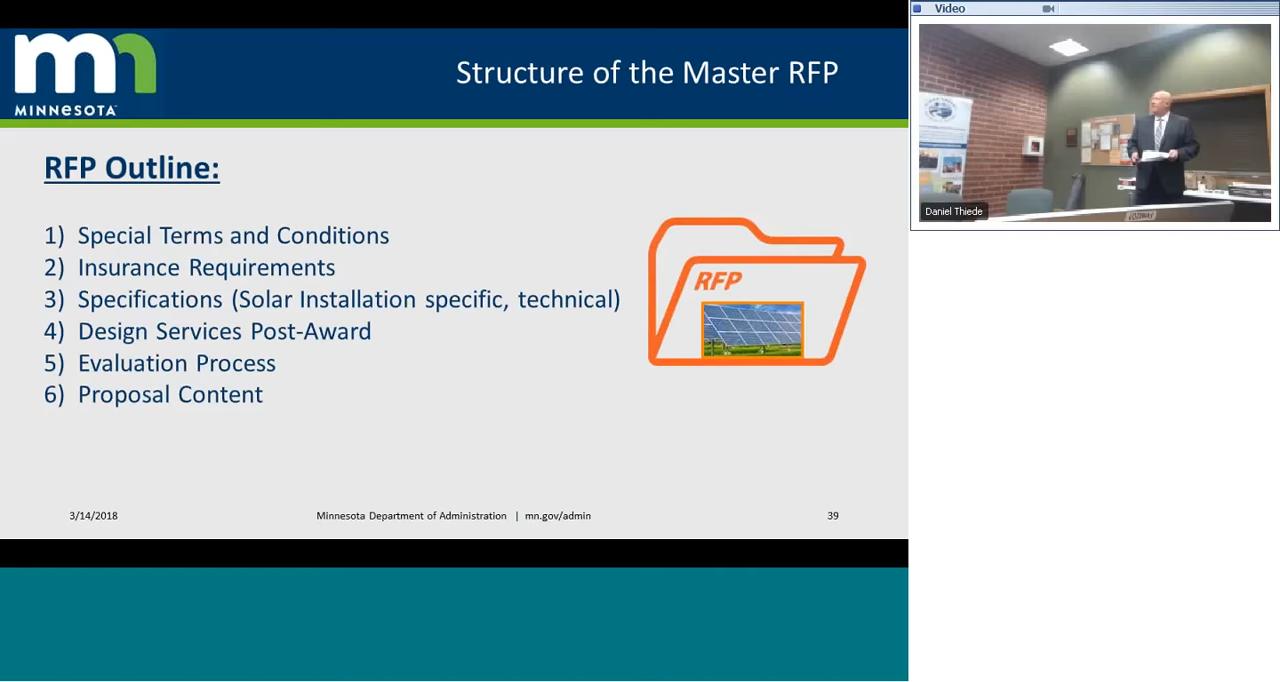 MINNESOTA
Structure of the Master RFP
RFP Outline:
1) Special Terms and Conditions
2) Insurance Requirements
3) Specifications (Solar Installation specific, technical)
4) Design Services Post-Award
5) Evaluation Process
6) Proposal Content
RFP
3/14/2018
Minnesota Department of Administration | mn.gov/admin
39
Video
Daniel Thiede